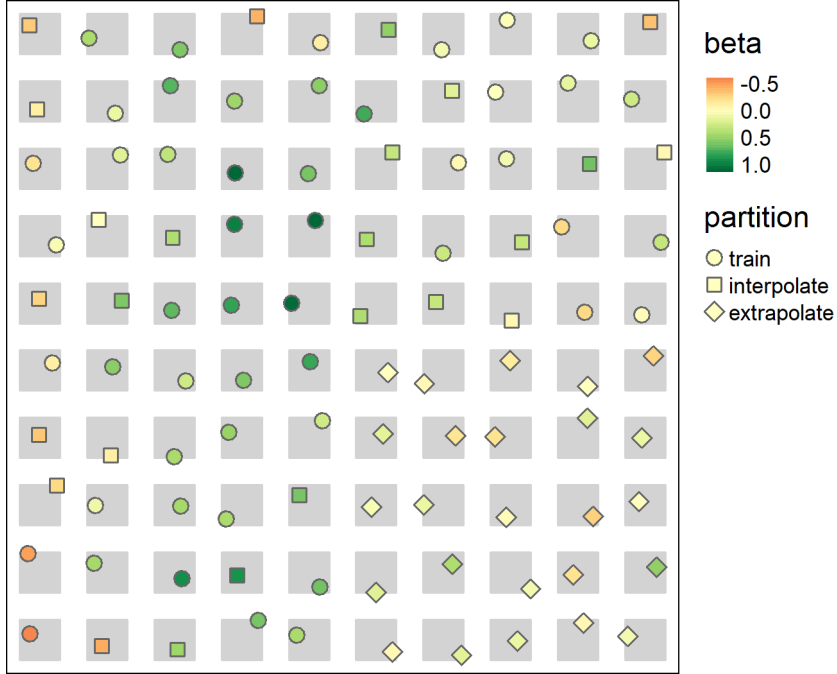 beta
-0.5
0.0
0.5
1.0
partition
train
interpolate
extrapolate